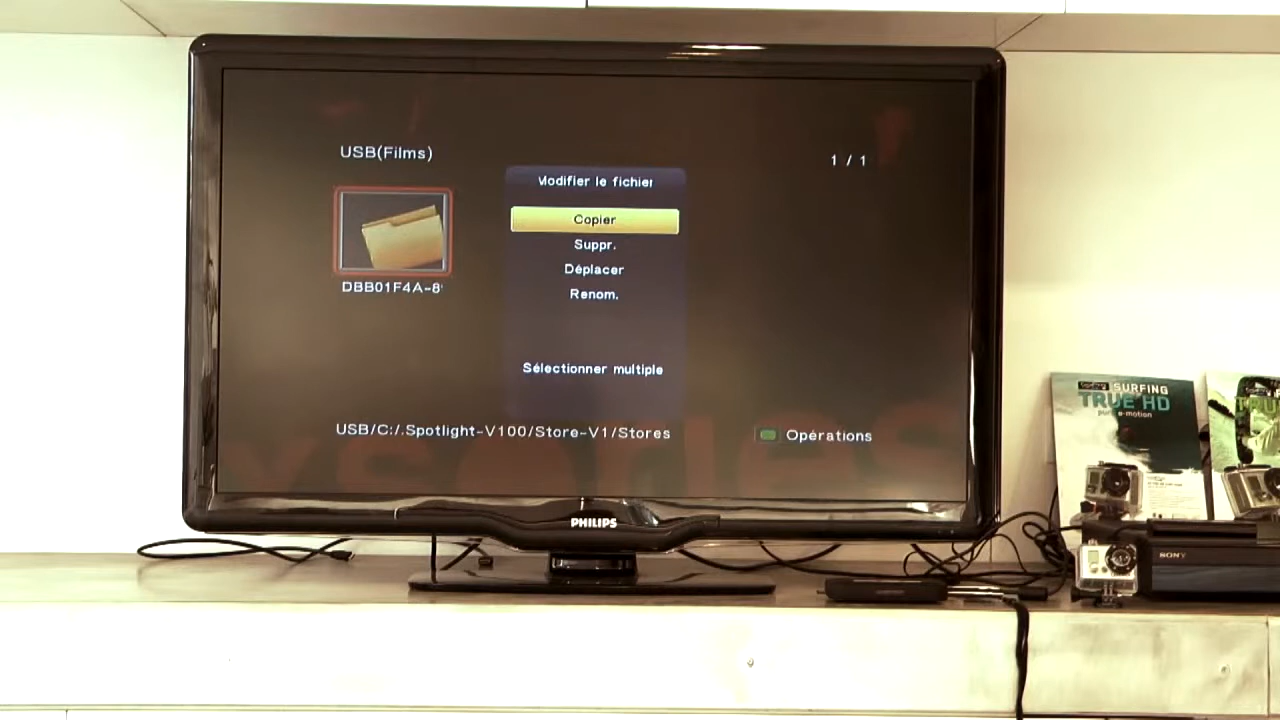 USB(Films)
1 / 1
Modifier le fichier
Copier
Suppr.
Déplacer
Renom.
DBB01F4A-8
Sélectionner multiple
USB/C:/.Spotlight-V100/Store-V1/Stores
Opérations
PHILIPS
SURFING
TRUE HD
SONY